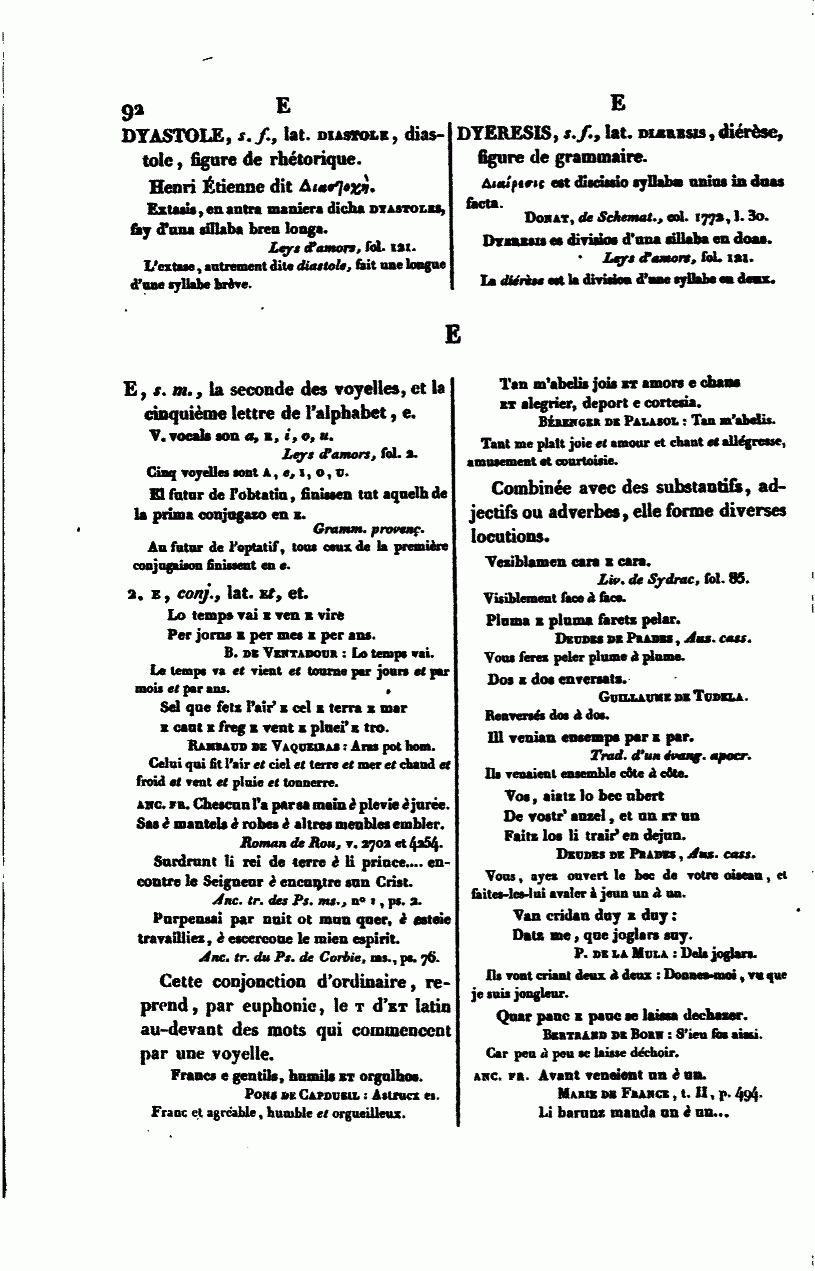 92 E E
DYASTOLE, s. f., lat. DIASTOLE, dias-
tole, figure de rhétorique.
Henri Étienne dit
Extasis, en autra maniera dicha DYASTOLES,
fay d'una sillaba breu longa.
Leys d'amors, fol. 121.
L'extase, autrement dite diastole, fait une longue
d'une syllabe brève.
DYERESIS, s. f., lat. DIÆRESIS, diérèse,
figure de grammaire.
Διαίρεσις est discissio syllabæ unius in duas
facta.
DONAT, de Schemat., col. 1772, l. 30.
DYERESIS es divisios d'una sillaba en doas.
Leys d'amors, fol. 121.
La diérèse est la division d'une syllabe en deux.
E
E, s. m., la seconde des voyelles, et la
cinquième lettre de l'alphabet, e.
V. vocals son a, E, i, o, u.
Leys d'amors, fol. 2.
Cinq voyelles sont A, e, I, O, U.
El futur de l'obtatin, finissen tut aquelh de
la prima conjugazo en E.
Gramm. provenç.
Au futur de l'optatif, tous ceux de la première
conjugaison finissent en e.
2. E, conj., lat. Et, et.
Lo temps vai E ven E vire
Per jorns E per mes E per ans.
B. DE VENTADOUR : Lo temps vai.
Le temps va et vient et tourne par jours et par
mois et par ans.
Sel que fetz l'air' E cel E terra E mar
E caut E freg E vent E pluei' E tro.
RAMBAUD DE VAQUEIRAS : Aras pot hom.
Celui qui fit l'air et ciel et terre et mer et chaud et
froid et vent et pluie et tonnerre.
ANC. FR. Chescun l'a par sa main è plevie è jurée.
Sas è mantels è robes è altres meubles embler.
Roman de Rou, v. 2702 et 4254.
Surdrunt li rei de terre è li prince.... en-
contre le Seigneur è encuntre sun Crist.
Anc. tr. des Ps. ms., nº 1, ps. 2.
Purpensai par nuit ot mun quer, è esteie
travailliez, è escercoue le mien espirit.
Anc. tr. du Ps. de Corbie, ms., ps. 76.
Cette conjonction d'ordinaire, re-
prend, par euphonie, le T d'ET latin
au-devant des mots qui commencent
par une voyelle.
Francs e gentils, humils ET orgulhos.
PONS DE CAPDUEIL : Astrucx es.
Franc et agréable, humble et orgueilleux.
Tan m'abelis jois ET amors e chans
ET alegrier, deport e cortesia.
BÉRENGER DE PALASOL : Tan m'abelis.
Tant me plaît joie et amour et chant et allégresse,
amusement et courtoisie.
Combinée avec des substantifs, ad-
jectifs ou adverbes, elle forme diverses
locutions.
Veziblamen cara E cara.
Liv. de Sydrac, fol. 85.
Visiblement face à face.
Pluma E pluma faretz pelar.
DEUDES DE PRADES, Aus. cass.
Vous ferez peler plume à plume.
Dos E dos enversatz.
GUILLAUME DE TUDELA.
Renversés dos à dos.
Ill venian ensemps par E par.
Trad. d'un évang. apocr.
Ils venaient ensemble côte à côte.
Vos, aiatz lo bec ubert
De vostr' auzel, et un ET un
Faitz los li trair' en dejun.
DEUDES DE PRADES, Aus. cass.
Vous, ayez ouvert le bec de votre oiseau, et
faites-les-lui avaler à jeun un à un.
Van cridan duy E duy :
Datz me, que joglars suy.
P. DE LA MULA : Dels joglars.
Ils vont criant deux à deux : Donnez-moi, vu que
je suis jongleur.
Quar pauc E pauc se laissa dechazer.
BERTRAND DE BORN : S'ieu fos aissi.
Car peu à peu se laisse déchoir.
ANC. FR. Avant veneient un è un.
MARIE DE FRANCE, t. II, p. 494.
Li barunz manda un è un...